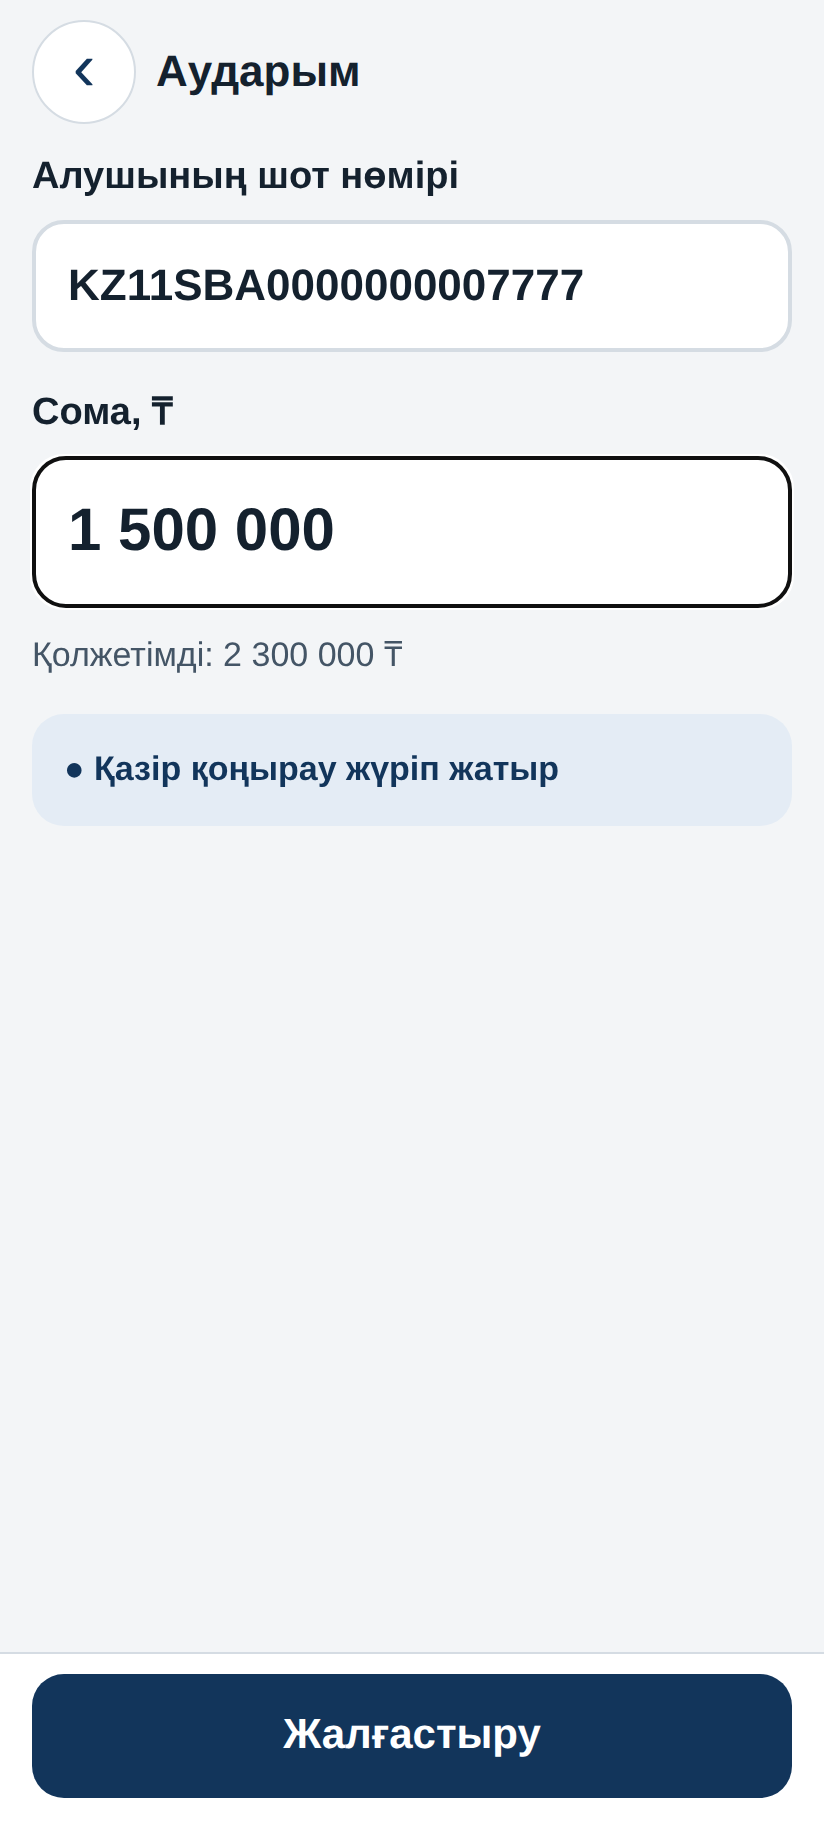 Аударым
Алушының шот нөмірі
KZ11SBA0000000007777
Сома, ₸
1 500 000
Қолжетімді: 2 300 000 ₸
● Қазір қоңырау жүріп жатыр
Жалғастыру